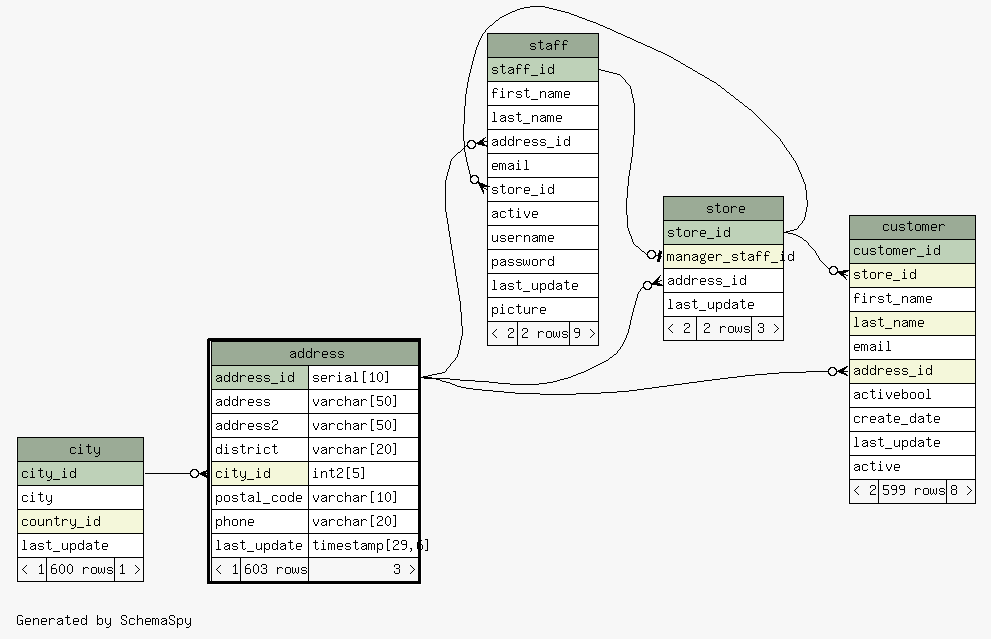 staff
staff_id
first_name
last_name
address_id
email
store_id
active
username
password
last_update
picture
< 2 2 rows 9 >
store
store_id
manager_staff_id
address_id
last_update
< 2 2 rows 3 >
customer
customer_id
store_id
first_name
last_name
email
address_id
activebool
create_date
last_update
active
< 2 599 rows 8 >
address
address_id serial[10]
address varchar[50]
address2 varchar[50]
district varchar[20]
city_id int2[5]
postal_code varchar[10]
phone varchar[20]
last_update timestamp[29,6]
< 1 603 rows 3 >
city
city_id
city
country_id
last_update
< 1 600 rows 1 >
Generated by SchemaSpy